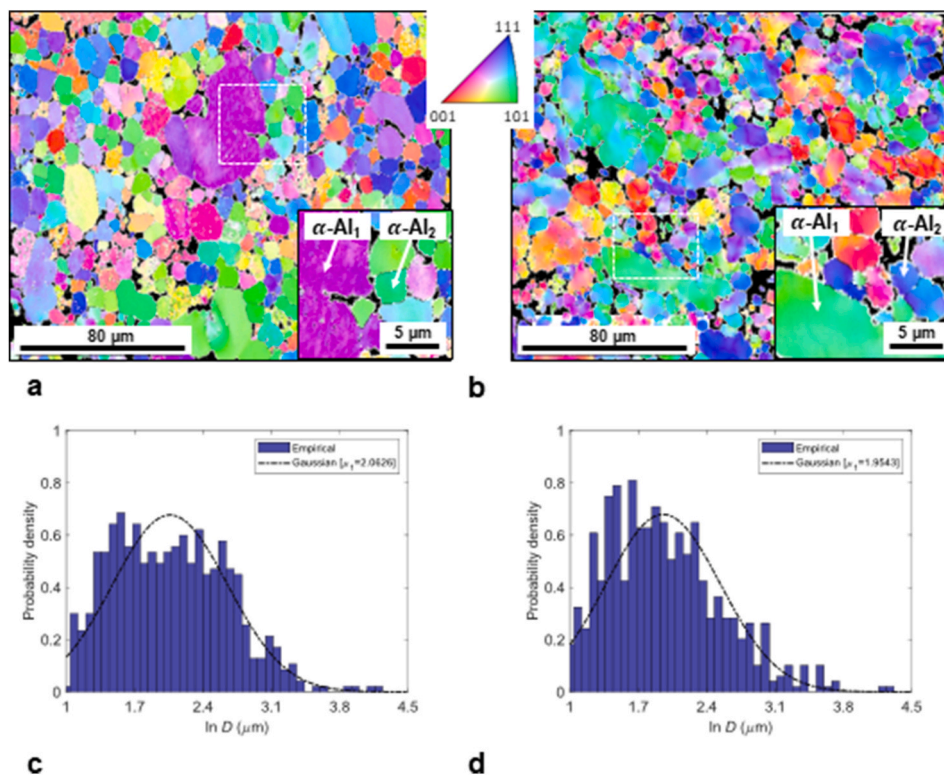 111
001 101
α-Al₁ α-Al₂
80 μm
5 μm
a
α-Al₁ α-Al₂
80 μm
5 μm
b
1
0.8
0.6
0.4
0.2
0
Probability density
Empirical
Gaussian [μ₁=2.0626]
1 1.7 2.4 3.1 3.8 4.5
ln D (μm)
c
1
0.8
0.6
0.4
0.2
0
Probability density
Empirical
Gaussian [μ₁=1.9543]
1 1.7 2.4 3.1 3.8 4.5
ln D (μm)
d